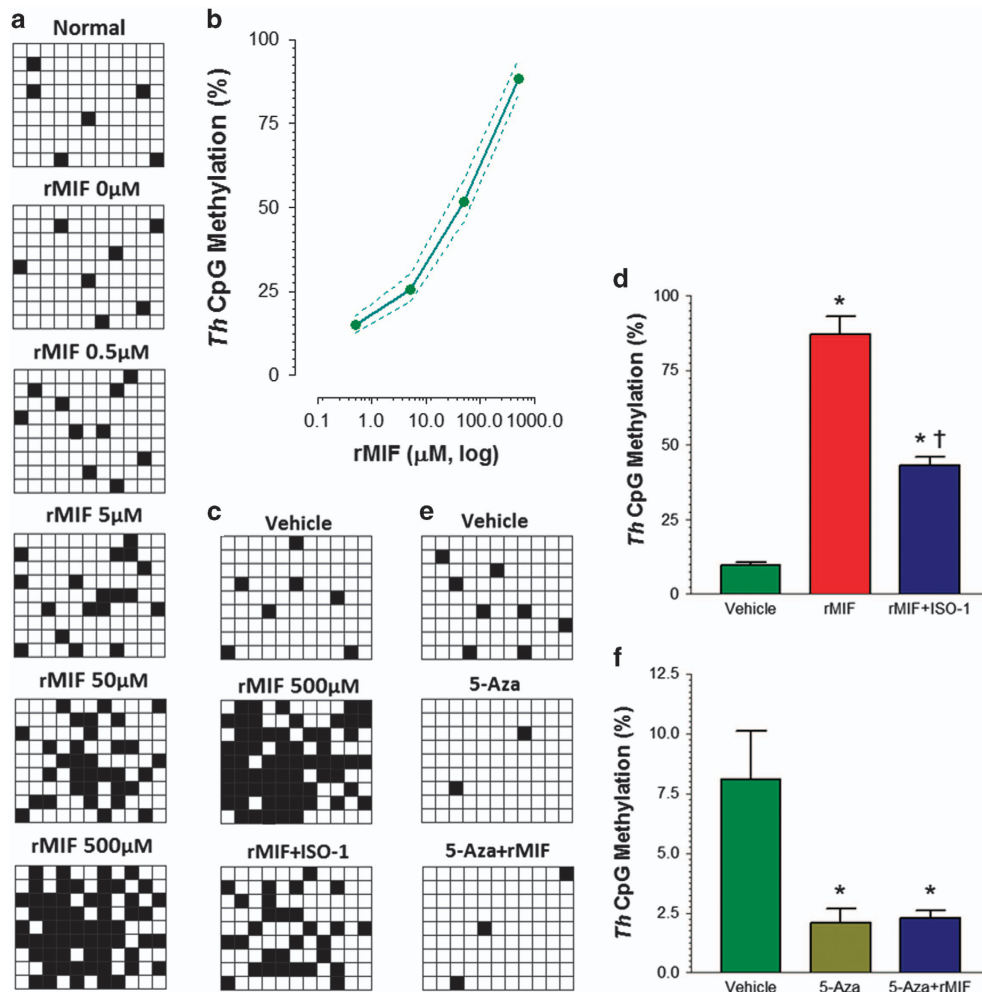 a
Normal
rMIF 0µM
rMIF 0.5µM
rMIF 5µM
rMIF 50µM
rMIF 500µM
b
100
75
50
25
0
Th CpG Methylation (%)
0.1 1.0 10.0 100.0 1000.0
rMIF (µM, log)
c
Vehicle
rMIF 500µM
rMIF+ISO-1
e
Vehicle
5-Aza
5-Aza+rMIF
d
100
75
50
25
0
Th CpG Methylation (%)
*
* †
Vehicle rMIF rMIF+ISO-1
f
12.5
10.0
7.5
5.0
2.5
0.0
Th CpG Methylation (%)
* *
Vehicle 5-Aza 5-Aza+rMIF